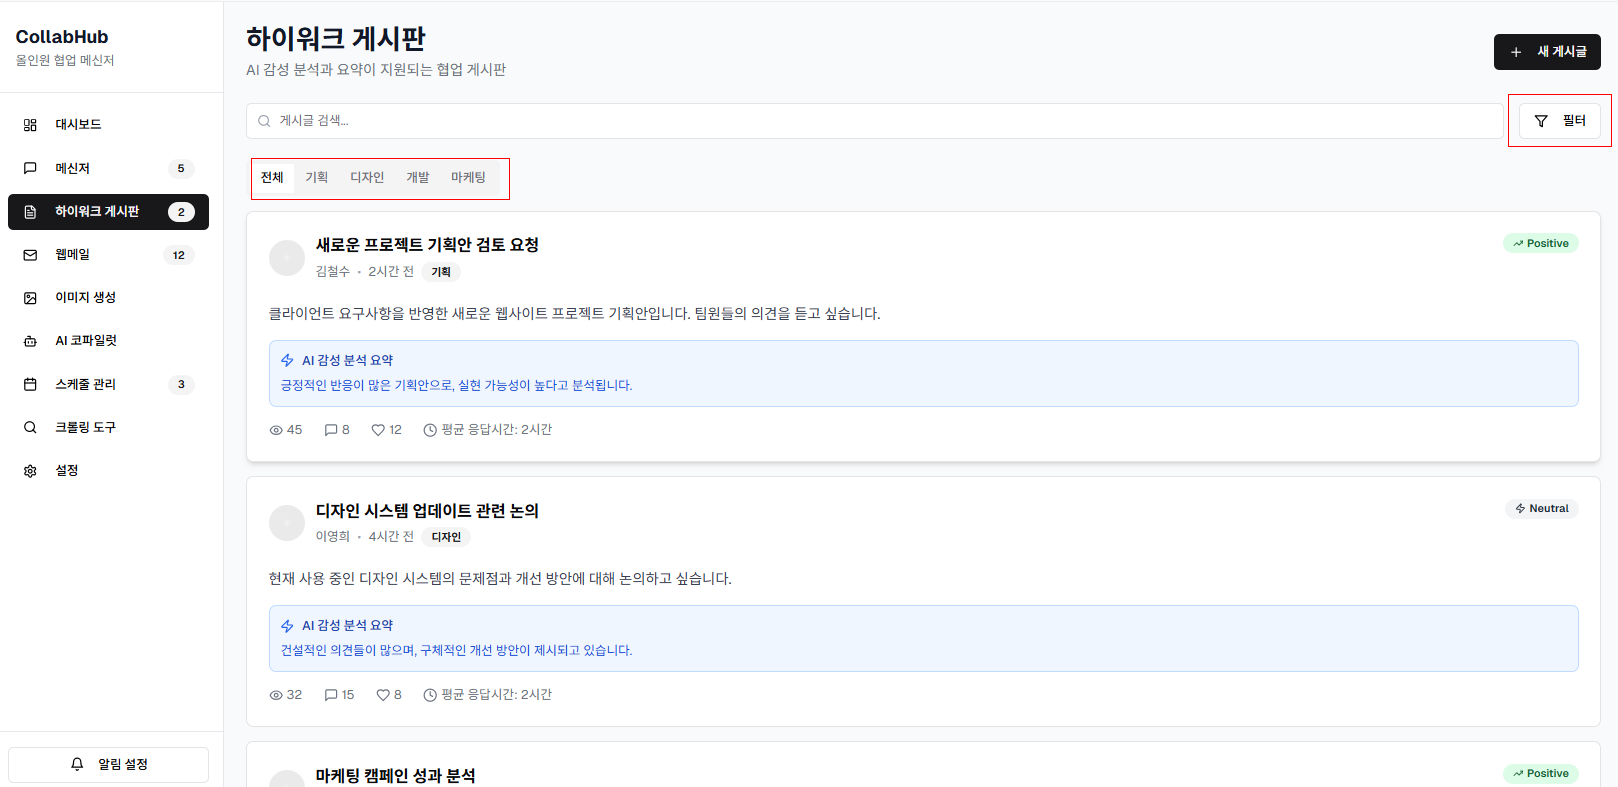 CollabHub
올인원 협업 메신저
대시보드
메신저 5
하이워크 게시판 2
웹메일 12
이미지 생성
AI 코파일럿
스케줄 관리 3
크롤링 도구
설정
알림 설정
하이워크 게시판
AI 감성 분석과 요약이 지원되는 협업 게시판
새 게시글
게시글 검색...
필터
전체 기획 디자인 개발 마케팅
새로운 프로젝트 기획안 검토 요청
Positive
김철수 • 2시간 전 기획
클라이언트 요구사항을 반영한 새로운 웹사이트 프로젝트 기획안입니다. 팀원들의 의견을 듣고 싶습니다.
AI 감성 분석 요약
긍정적인 반응이 많은 기획안으로, 실현 가능성이 높다고 분석됩니다.
45 8 12 평균 응답시간: 2시간
디자인 시스템 업데이트 관련 논의
Neutral
이영희 • 4시간 전 디자인
현재 사용 중인 디자인 시스템의 문제점과 개선 방안에 대해 논의하고 싶습니다.
AI 감성 분석 요약
건설적인 의견들이 많으며, 구체적인 개선 방안이 제시되고 있습니다.
32 15 8 평균 응답시간: 2시간
마케팅 캠페인 성과 분석
Positive